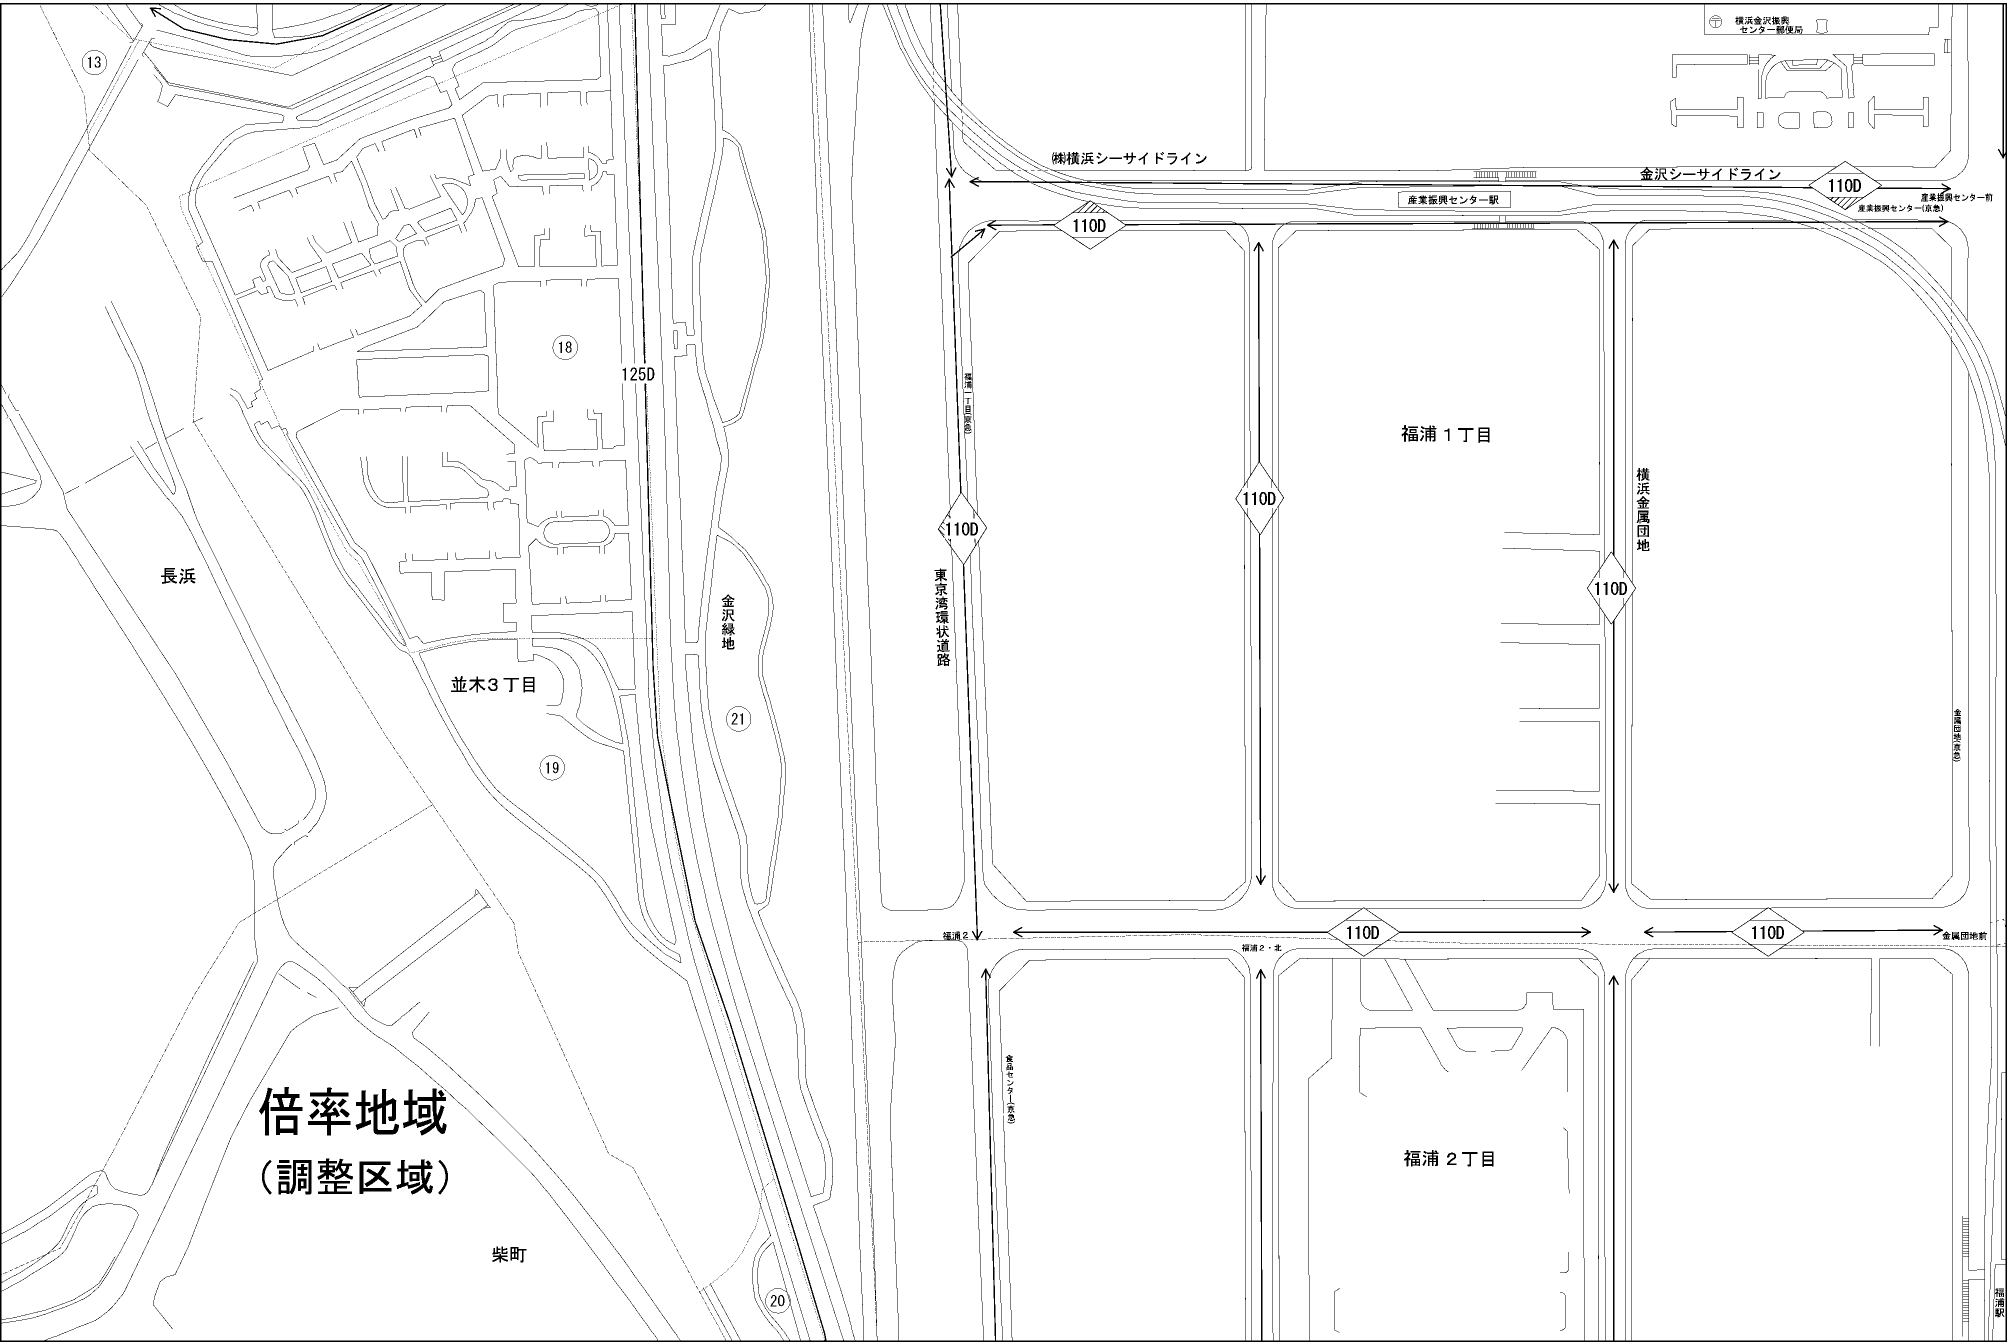 横浜金沢振興
センター郵便局
13
㈱横浜シーサイドライン
金沢シーサイドライン
110D
産業振興センター駅
産業振興センター前
産業振興センター(京急)
110D
18
125D
福浦一丁目(京急)
福浦１丁目
横浜金属団地
110D
110D
110D
長浜
東京湾環状道路
金沢緑地
並木３丁目
21
金属団地(京急)
19
福浦２
110D
110D
金属団地前
福浦２・北
食品センター(京急)
倍率地域
（調整区域）
福浦２丁目
柴町
20
福浦駅